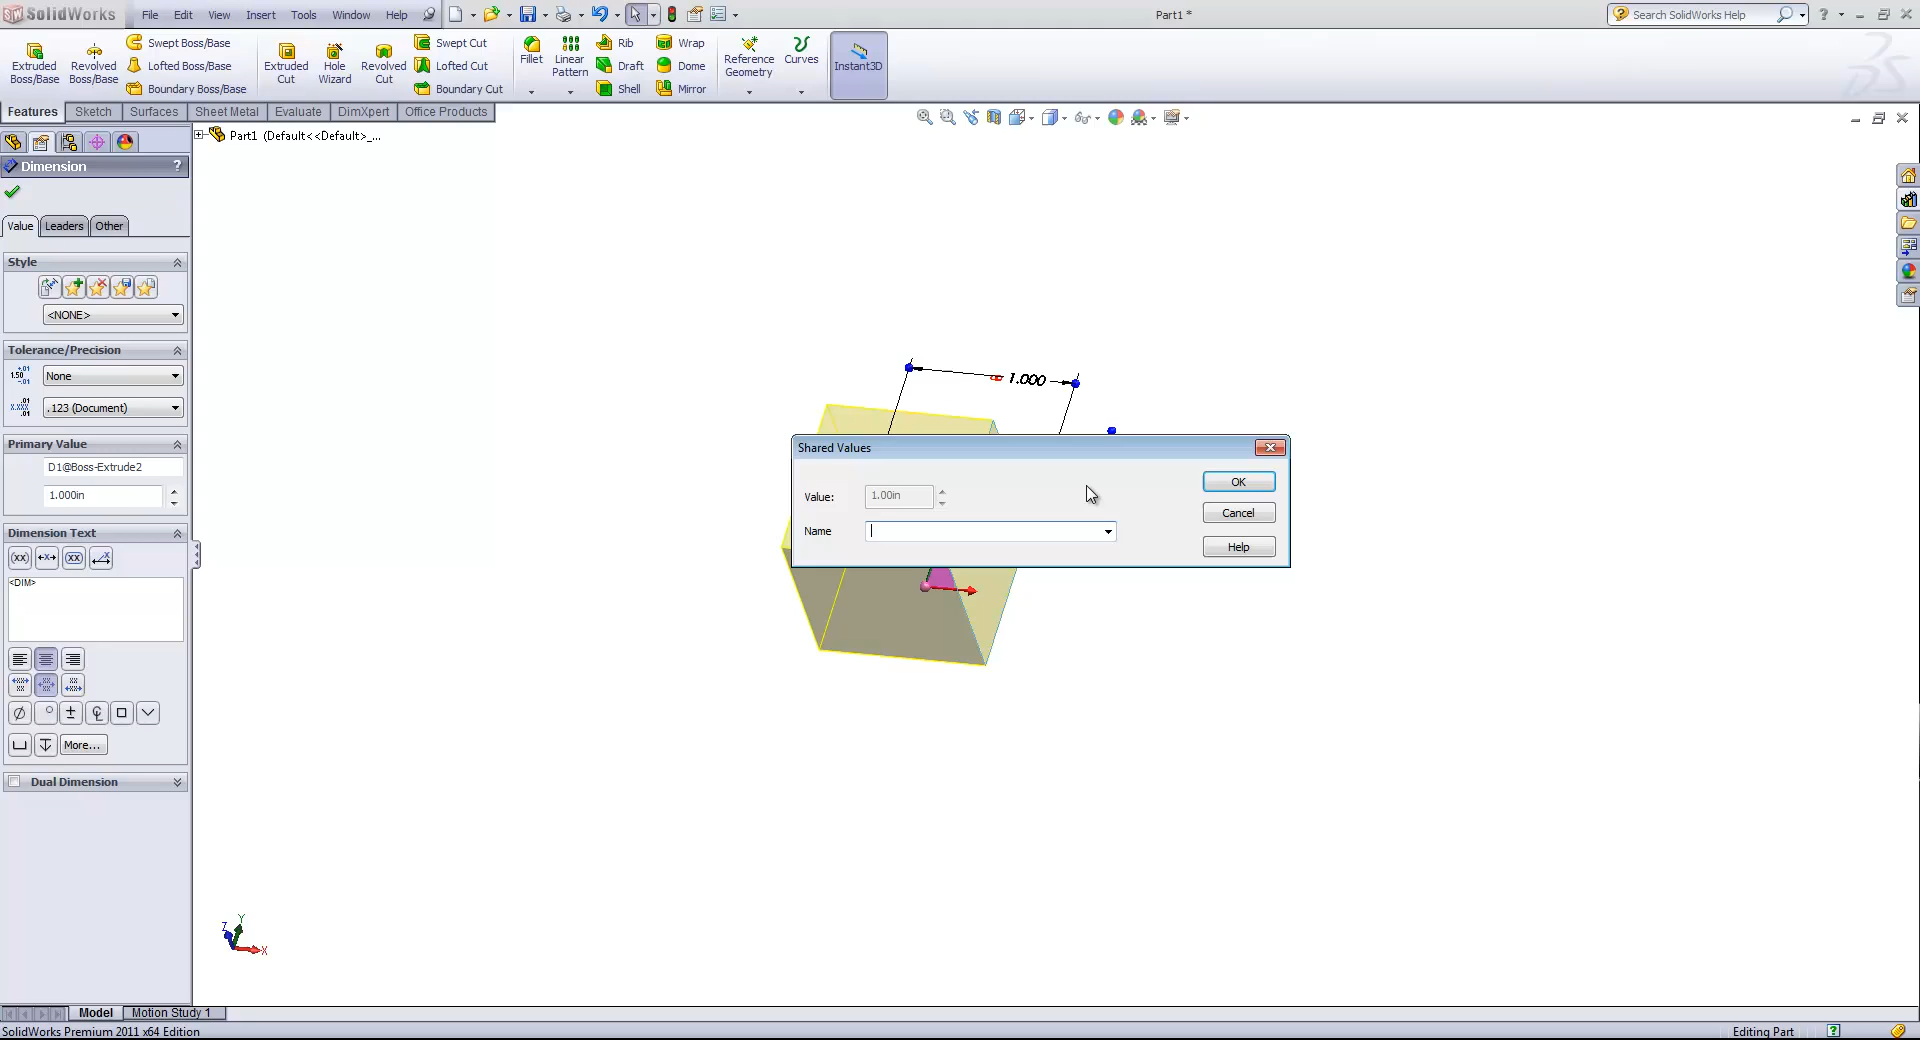 SolidWorks File Edit View Insert Tools Window Help Part1 * Search SolidWorks Help
Extruded Boss/Base
Revolved Boss/Base
Swept Boss/Base
Lofted Boss/Base
Boundary Boss/Base
Extruded Cut
Hole Wizard
Revolved Cut
Swept Cut
Lofted Cut
Boundary Cut
Fillet
Linear Pattern
Rib
Draft
Shell
Wrap
Dome
Mirror
Reference Geometry
Curves
Instant3D
Features Sketch Surfaces Sheet Metal Evaluate DimXpert Office Products
Part1 (Default<<Default>_...
Dimension ?
Value Leaders Other
Style
<NONE>
Tolerance/Precision
None
.123 (Document)
Primary Value
D1@Boss-Extrude2
1.000in
Dimension Text
<DIM>
More...
Dual Dimension
1.000
Shared Values
Value: 1.00in
Name
OK
Cancel
Help
Y
Z
X
Model Motion Study 1
SolidWorks Premium 2011 x64 Edition Editing Part